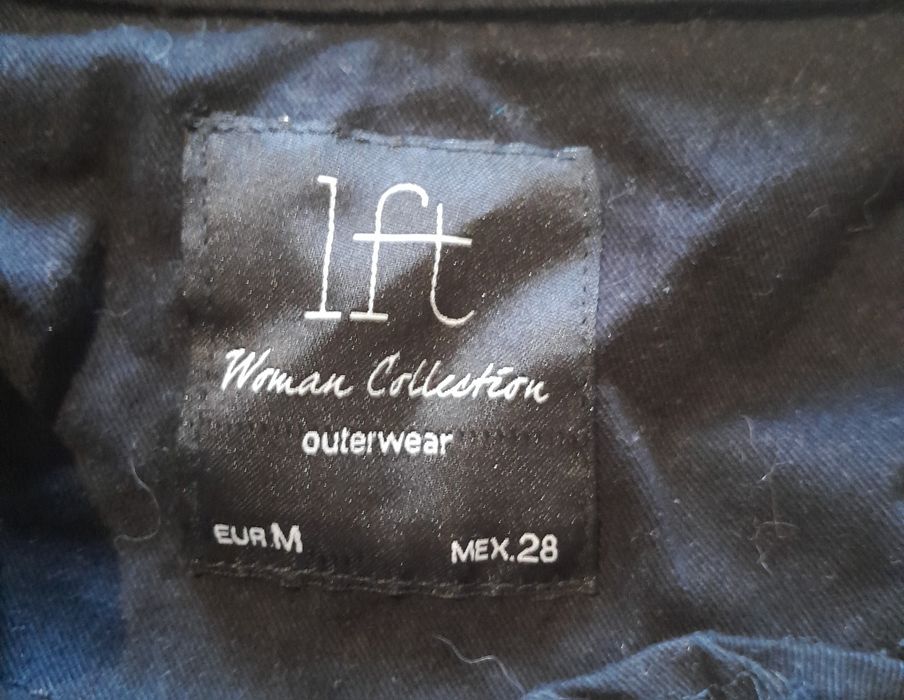 lft
Woman Collection
outerwear
EUR.M MEX.28